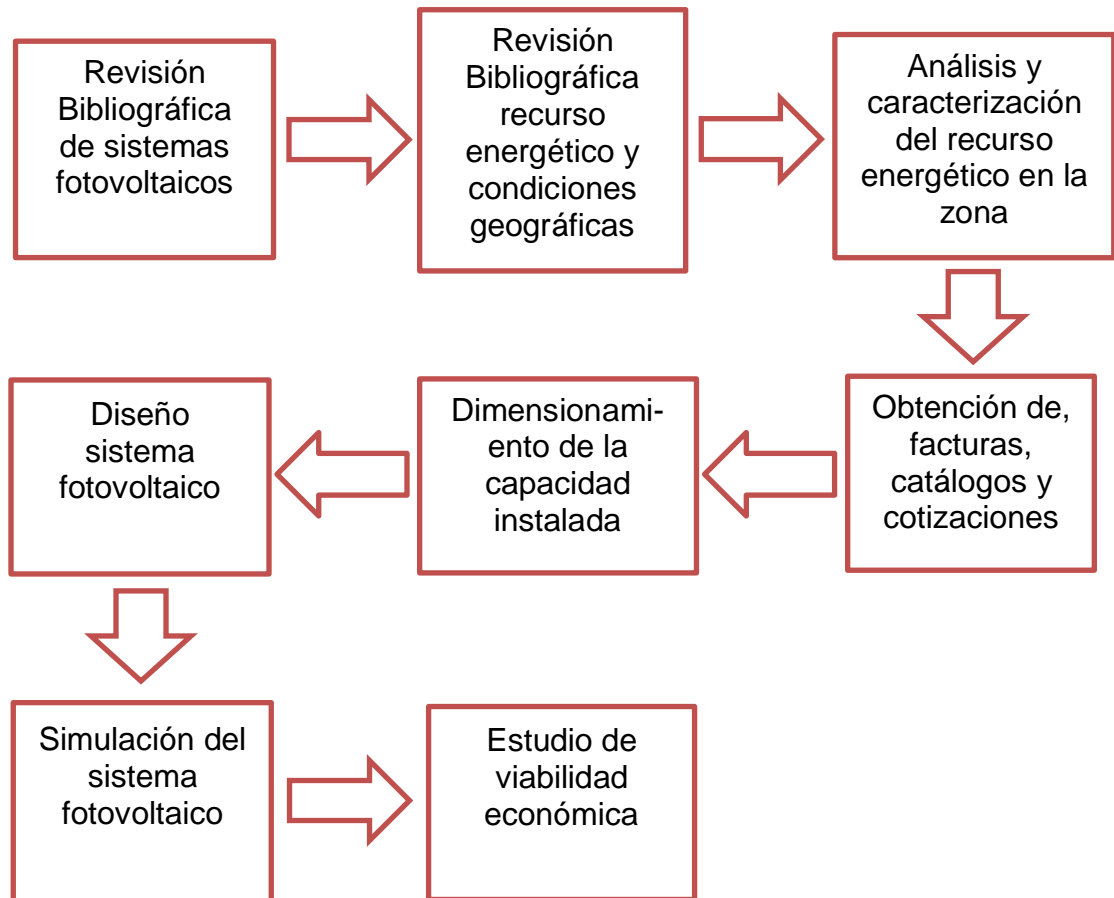 Revisión
Bibliográfica
de sistemas
fotovoltaicos
Revisión
Bibliográfica
recurso
energético y
condiciones
geográficas
Análisis y
caracterización
del recurso
energético en la
zona
Obtención de,
facturas,
catálogos y
cotizaciones
Dimensionami-
ento de la
capacidad
instalada
Diseño
sistema
fotovoltaico
Simulación del
sistema
fotovoltaico
Estudio de
viabilidad
económica